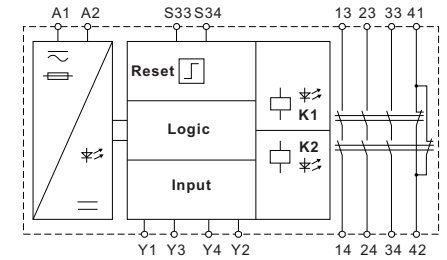 A1 A2 S33 S34 13 23 33 41
Reset
K1
Logic
K2
Input
Y1 Y3 Y4 Y2 14 24 34 42